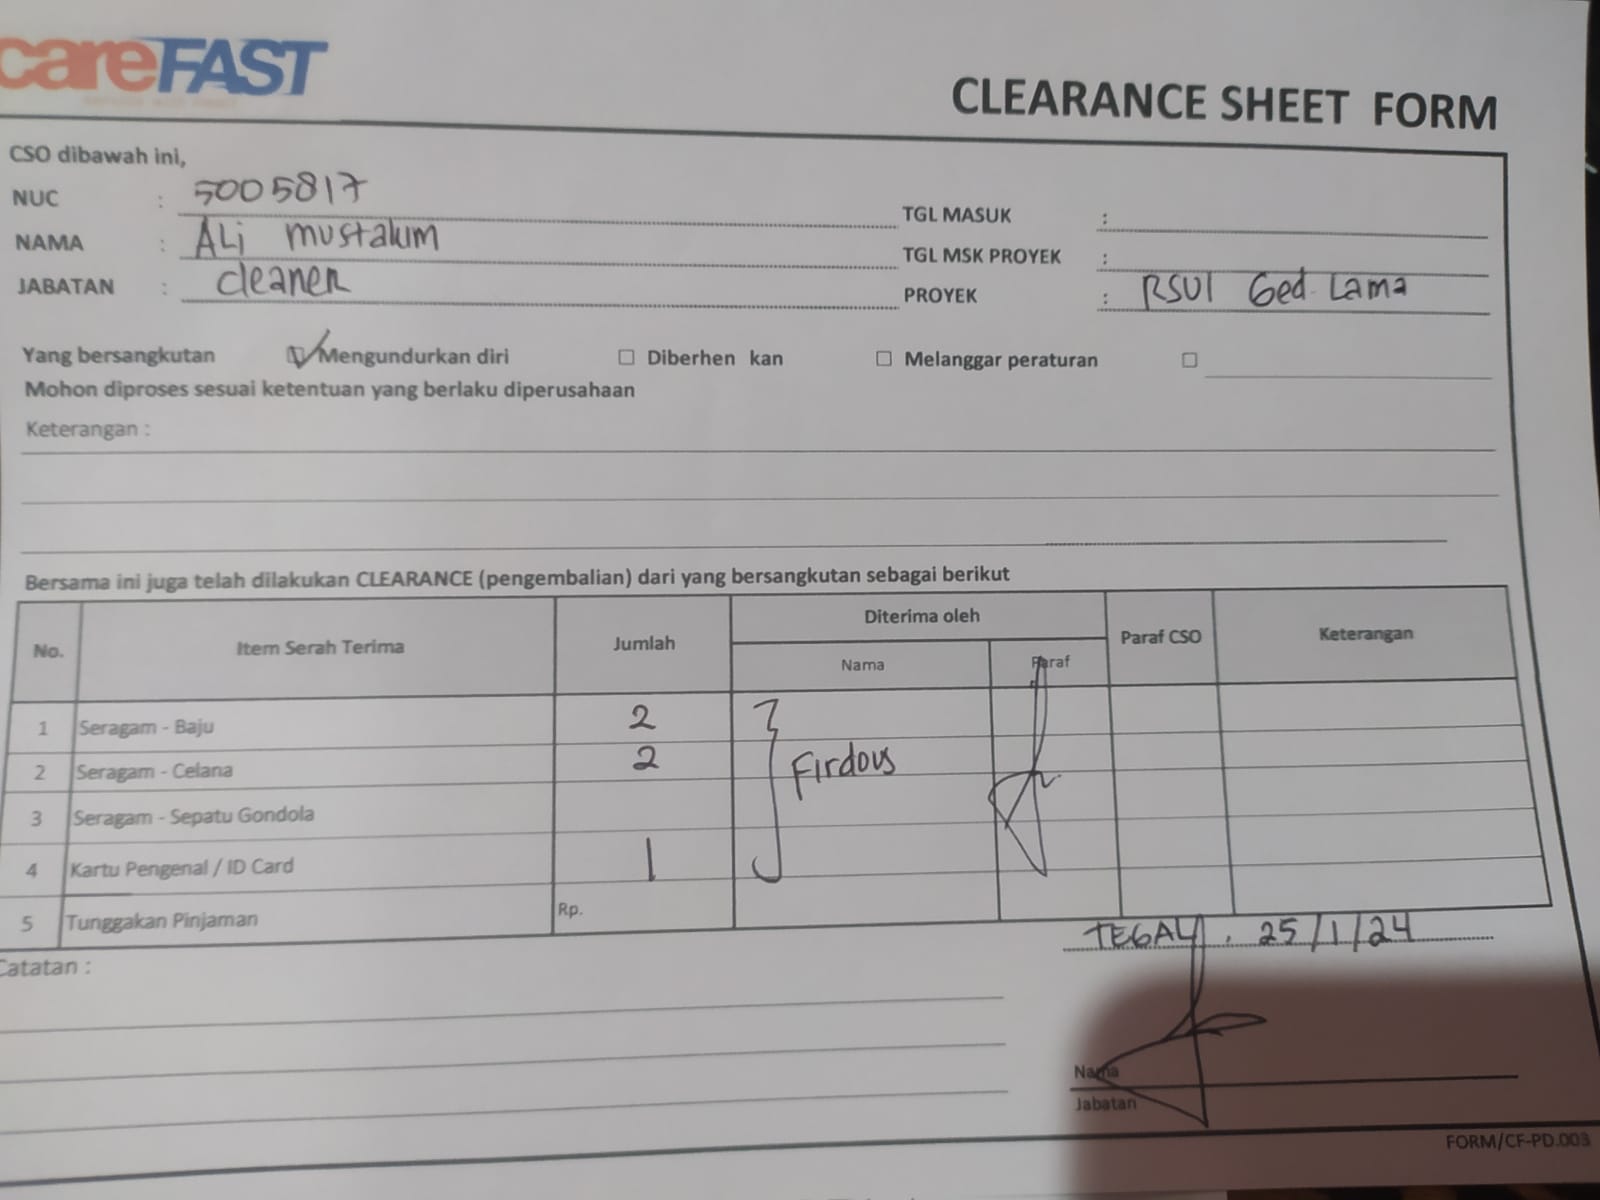 careFAST
CLEARANCE SHEET FORM
CSO dibawah ini,
NUC : 5005817
TGL MASUK :
NAMA : ALi mustakim
TGL MSK PROYEK :
JABATAN : cleaner
PROYEK : RSUI Ged Lama
Yang bersangkutan Mengundurkan diri Diberhen kan Melanggar peraturan
Mohon diproses sesuai ketentuan yang berlaku diperusahaan
Keterangan :
Bersama ini juga telah dilakukan CLEARANCE (pengembalian) dari yang bersangkutan sebagai berikut
No. Item Serah Terima Jumlah Diterima oleh Paraf CSO Keterangan
Nama Paraf
1 Seragam - Baju 2
2 Seragam - Celana 2 Firdous
3 Seragam - Sepatu Gondola
4 Kartu Pengenal / ID Card 1
5 Tunggakan Pinjaman Rp.
TEGAL, 25/1/24
Catatan :
Nama
Jabatan
FORM/CF-PD.003